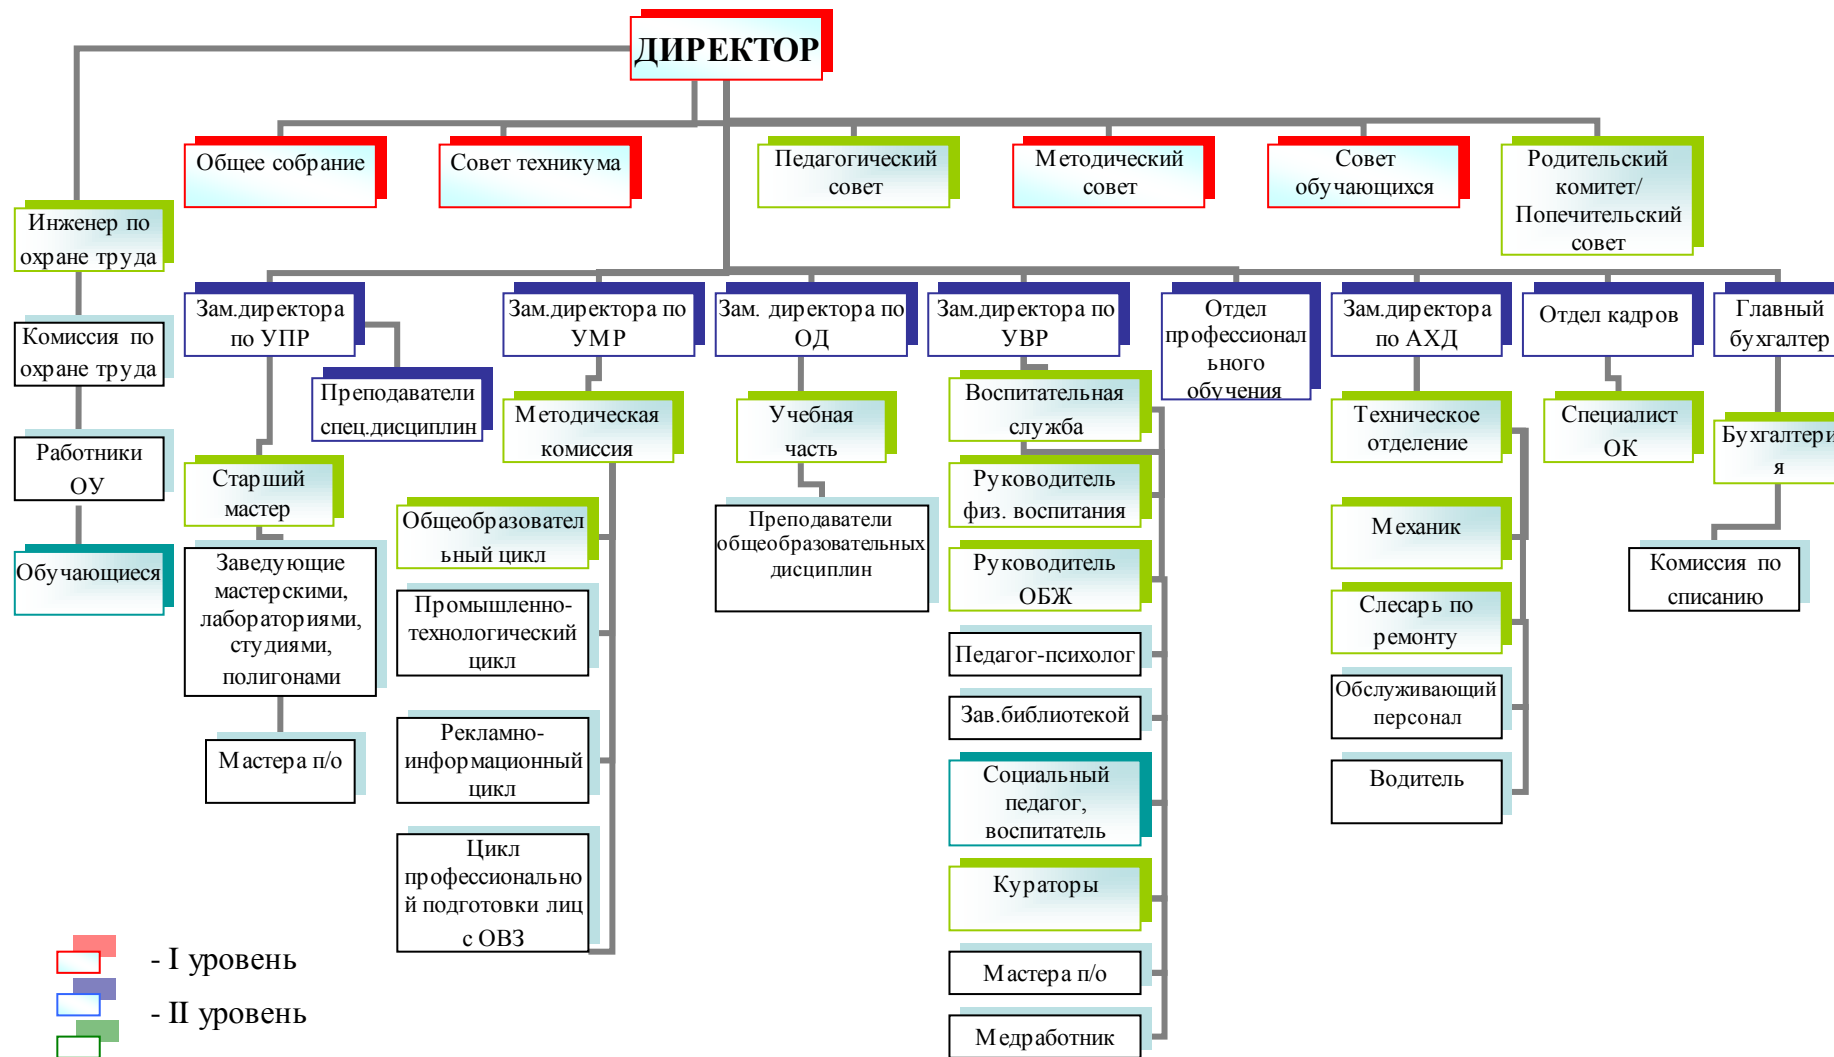 ДИРЕКТОР
Общее собрание
Совет техникума
Педагогический
совет
Методический
совет
Совет
обучающихся
Родительский
комитет/
Попечительский
совет
Инженер по
охране труда
Комиссия по
охране труда
Работники
ОУ
Обучающиеся
Зам.директора
по УПР
Преподаватели
спец.дисциплин
Старший
мастер
Заведующие
мастерскими,
лабораториями,
студиями,
полигонами
Мастера п/о
Зам.директора по
УМР
Методическая
комиссия
Общеобразовател
ьный цикл
Промышленно-
технологический
цикл
Рекламно-
информационный
цикл
Цикл
профессионально
й подготовки лиц
с ОВЗ
Зам. директора по
ОД
Учебная
часть
Преподаватели
общеобразовательных
дисциплин
Зам.директора по
УВР
Воспитательная
служба
Руководитель
физ. воспитания
Руководитель
ОБЖ
Педагог-психолог
Зав.библиотекой
Социальный
педагог,
воспитатель
Кураторы
Мастера п/о
Медработник
Отдел
профессионал
ьного
обучения
Зам.директора
по АХД
Техническое
отделение
Механик
Слесарь по
ремонту
Обслуживающий
персонал
Водитель
Отдел кадров
Специалист
ОК
Главный
бухгалтер
Бухгалтери
я
Комиссия по
списанию
- I уровень
- II уровень